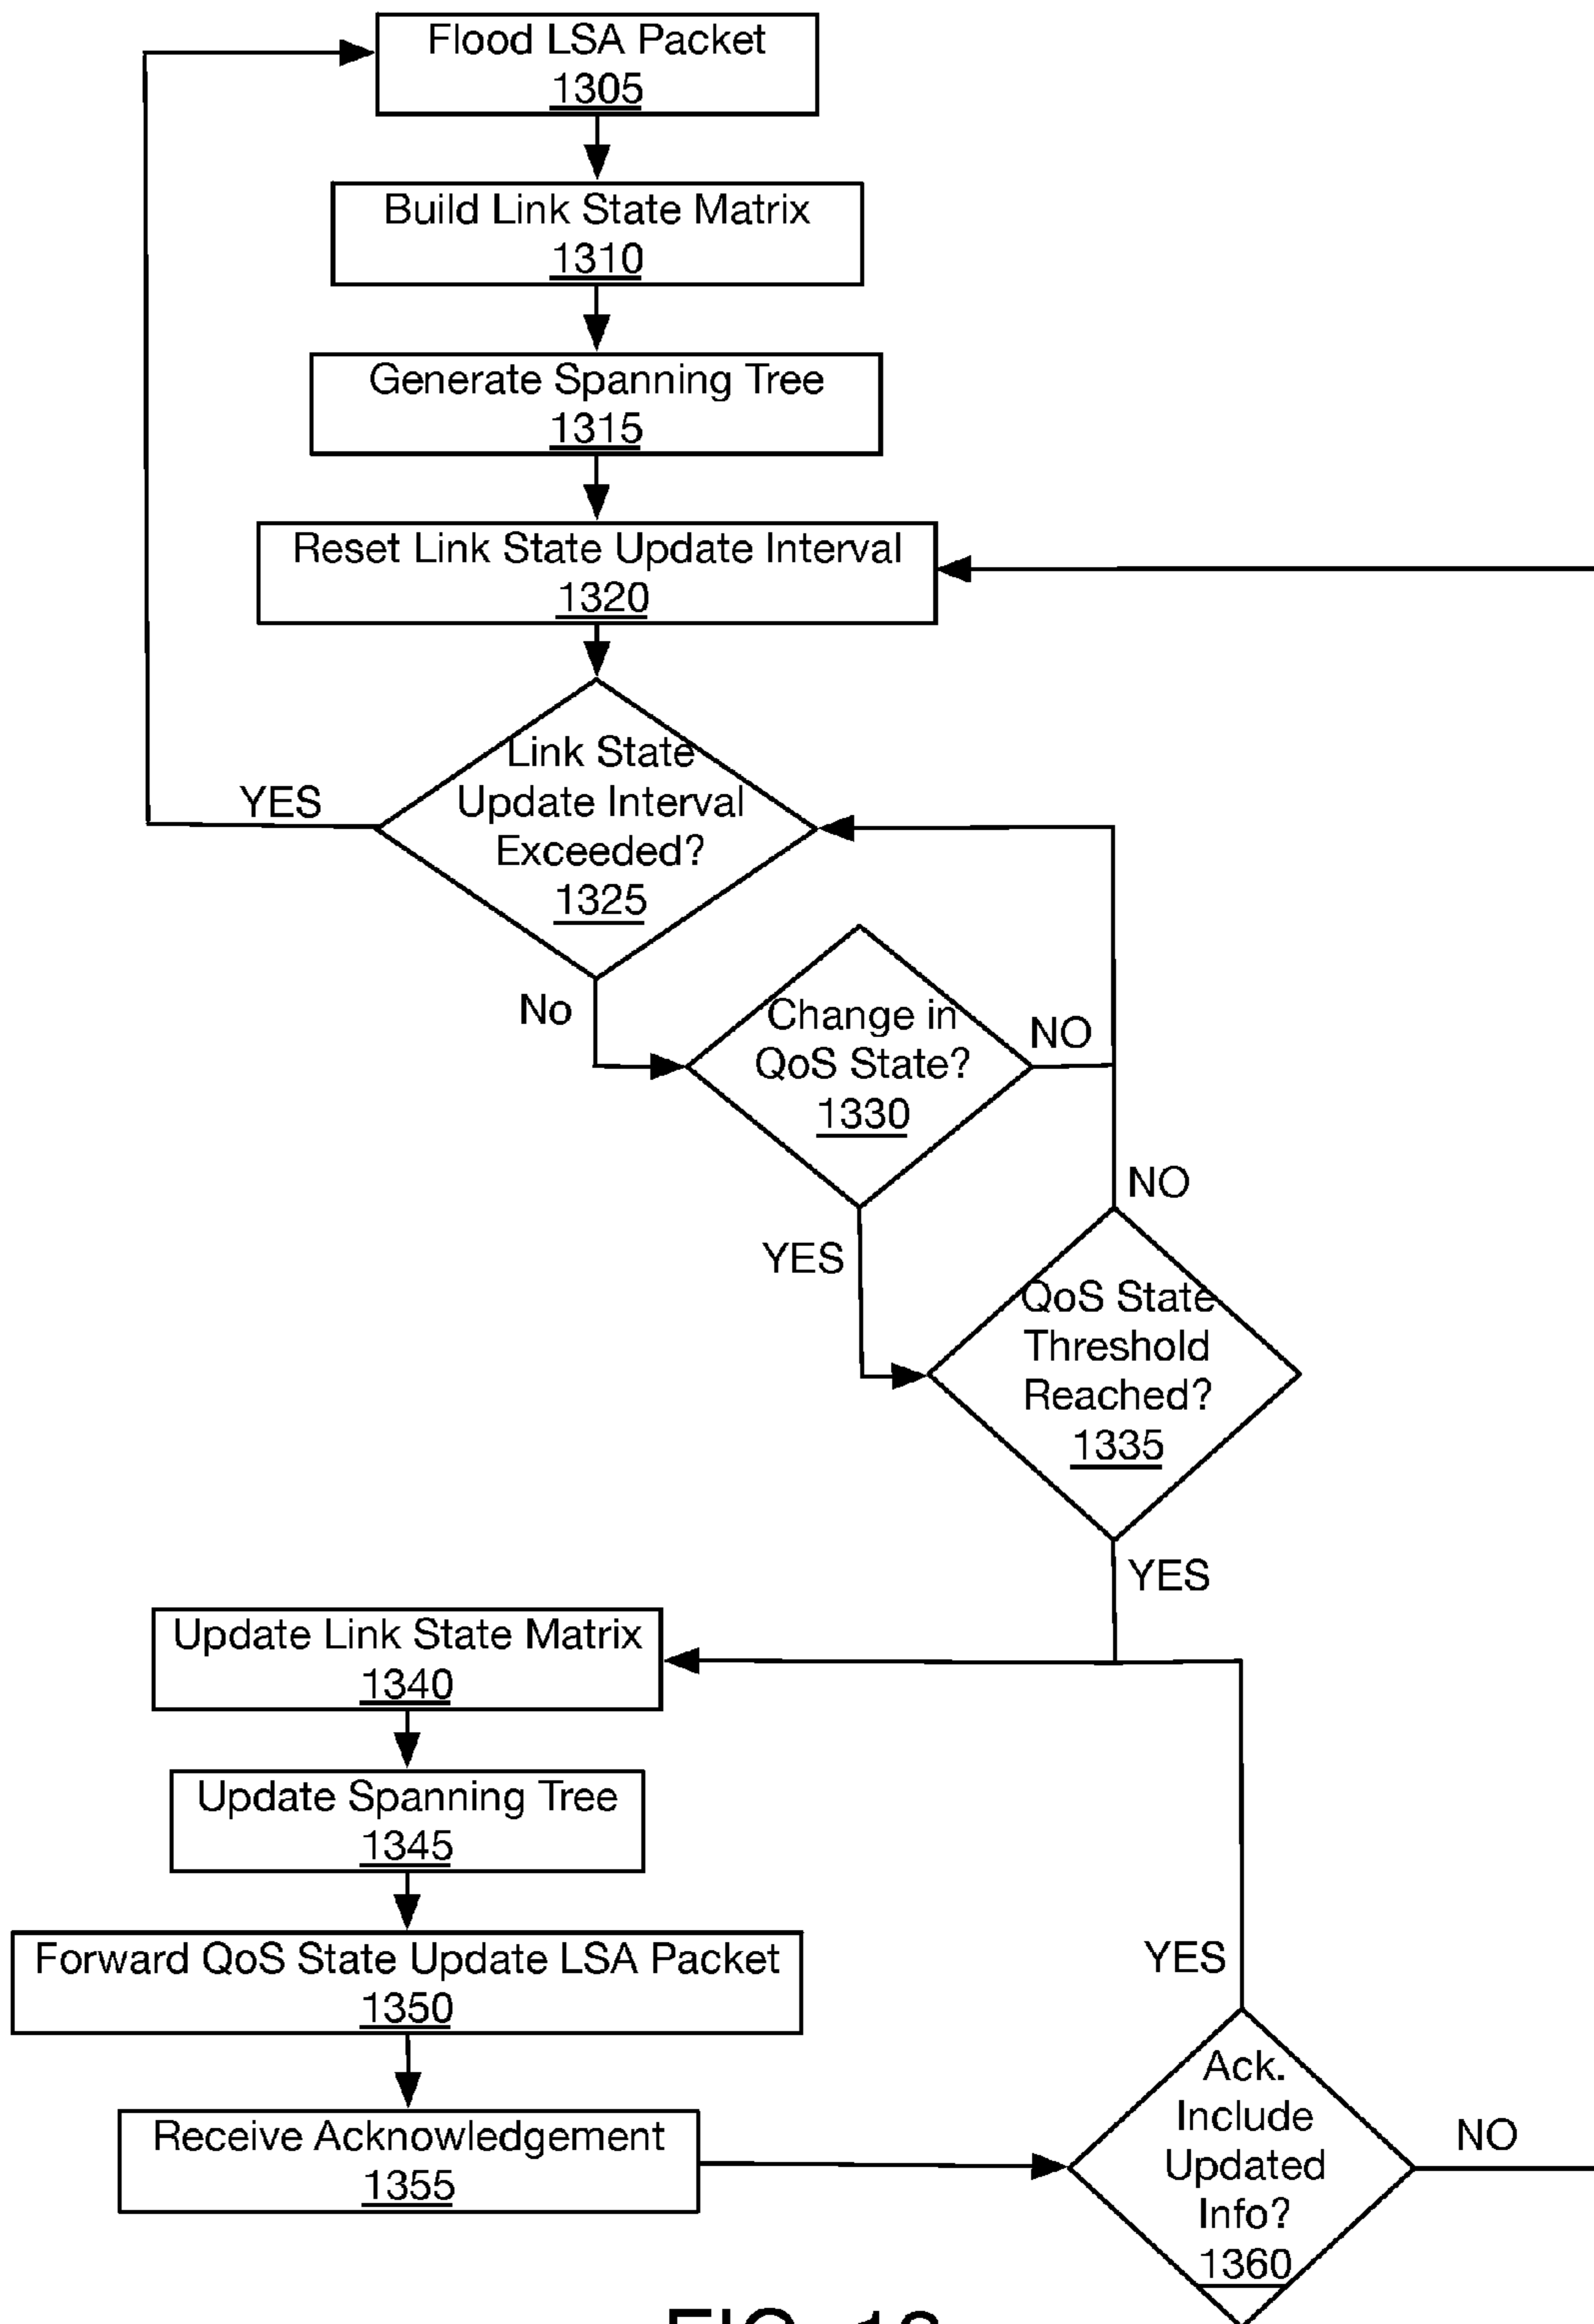 Flood LSA Packet
1305
Build Link State Matrix
1310
Generate Spanning Tree
1315
Reset Link State Update Interval
1320
Link State
Update Interval
Exceeded?
1325
YES
No
Change in
QoS State?
1330
NO
YES
NO
QoS State
Threshold
Reached?
1335
YES
Update Link State Matrix
1340
Update Spanning Tree
1345
Forward QoS State Update LSA Packet
1350
Receive Acknowledgement
1355
YES
Ack.
Include
Updated
Info?
1360
NO